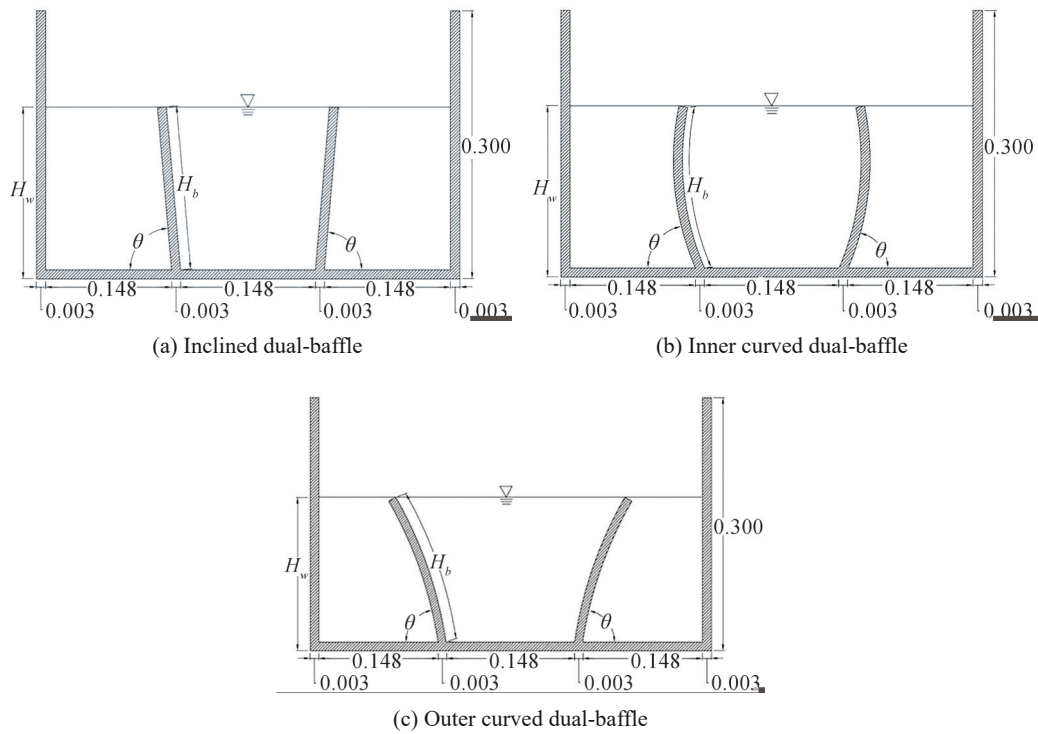 0.300
H_w
H_b
θ
θ
0.148
0.148
0.148
0.003
0.003
0.003
0.003
(a) Inclined dual-baffle
0.300
H_w
H_b
θ
θ
0.148
0.148
0.148
0.003
0.003
0.003
0.003
(b) Inner curved dual-baffle
0.300
H_w
H_b
θ
θ
0.148
0.148
0.148
0.003
0.003
0.003
0.003
(c) Outer curved dual-baffle